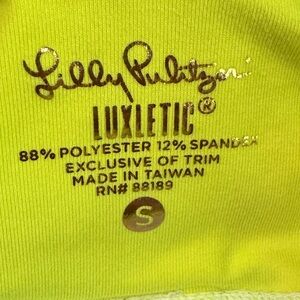 Lilly Pulitzer
LUXLETIC®
88% POLYESTER 12% SPANDEX
EXCLUSIVE OF TRIM
MADE IN TAIWAN
RN# 88189
S